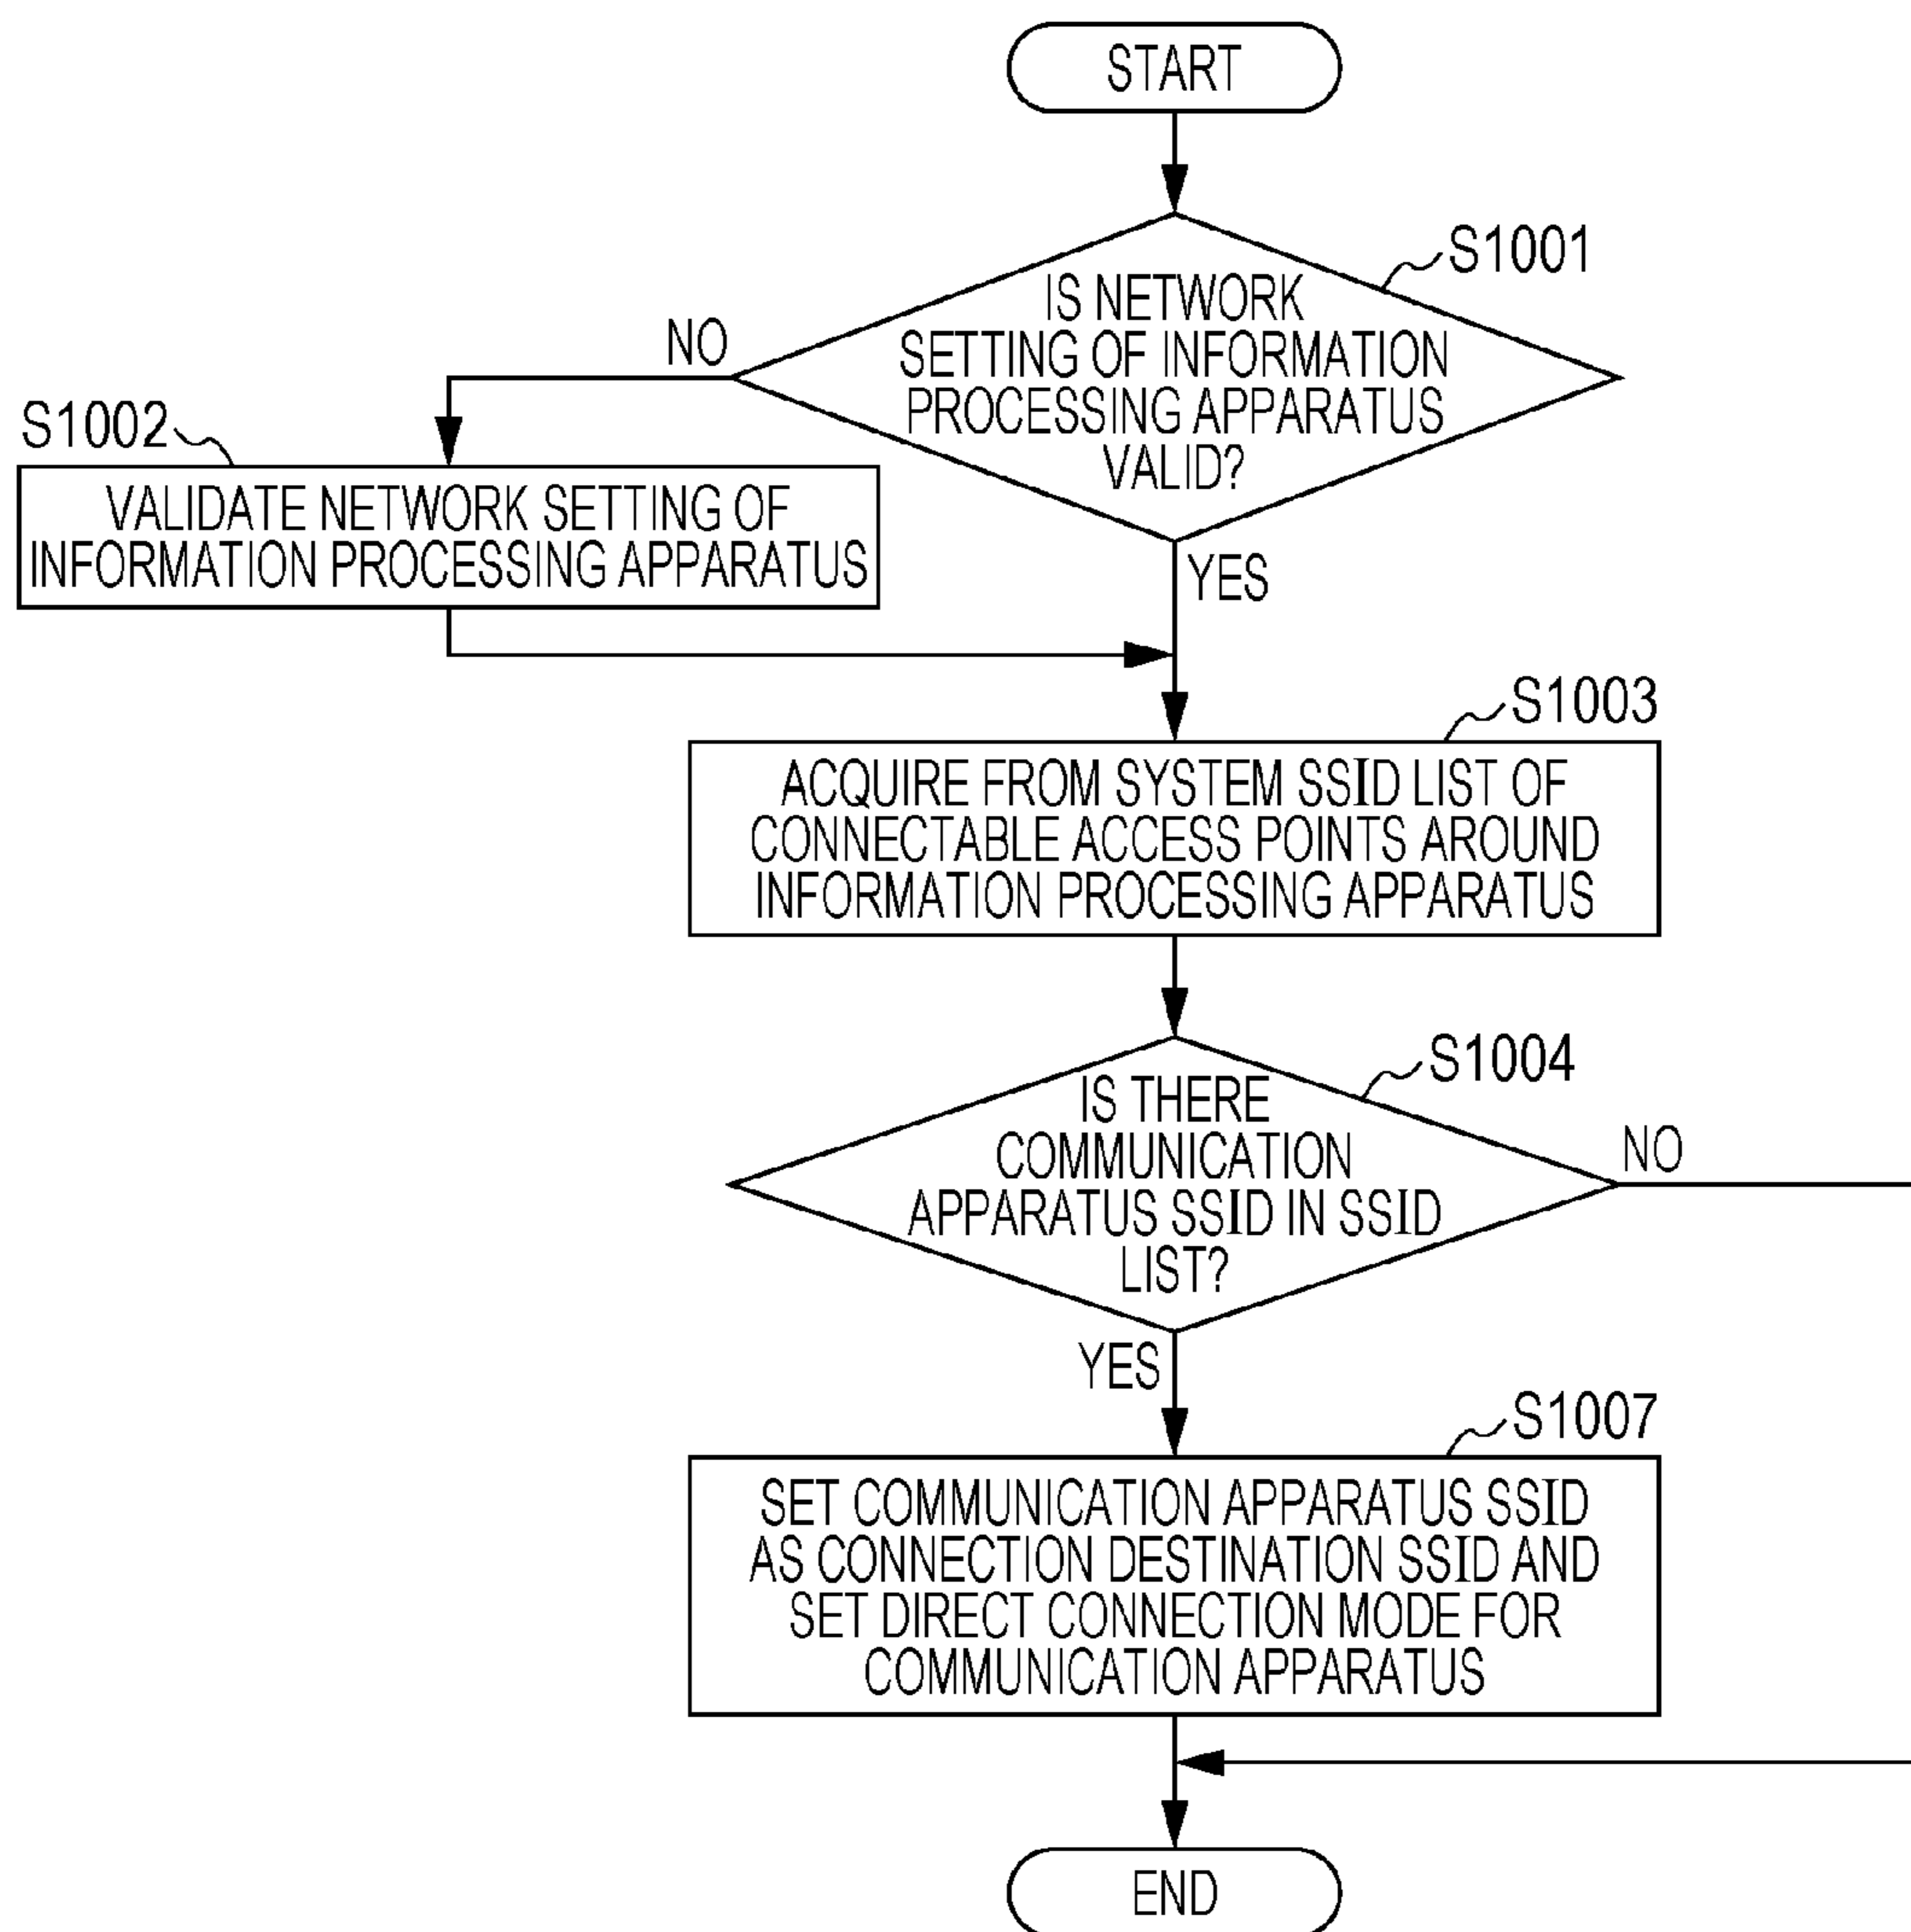 START
S1001
IS NETWORK
SETTING OF INFORMATION
PROCESSING APPARATUS
VALID?
NO
S1002
VALIDATE NETWORK SETTING OF
INFORMATION PROCESSING APPARATUS
YES
S1003
ACQUIRE FROM SYSTEM SSID LIST OF
CONNECTABLE ACCESS POINTS AROUND
INFORMATION PROCESSING APPARATUS
S1004
IS THERE
COMMUNICATION
APPARATUS SSID IN SSID
LIST?
NO
YES
S1007
SET COMMUNICATION APPARATUS SSID
AS CONNECTION DESTINATION SSID AND
SET DIRECT CONNECTION MODE FOR
COMMUNICATION APPARATUS
END